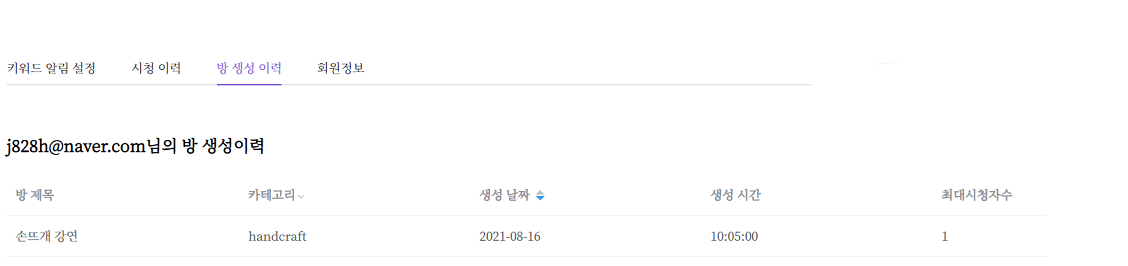 키워드 알림 설정 시청 이력 방 생성 이력 회원정보
j828h@naver.com님의 방 생성이력
방 제목 카테고리 생성 날짜 생성 시간 최대시청자수
손뜨개 강연 handcraft 2021-08-16 10:05:00 1